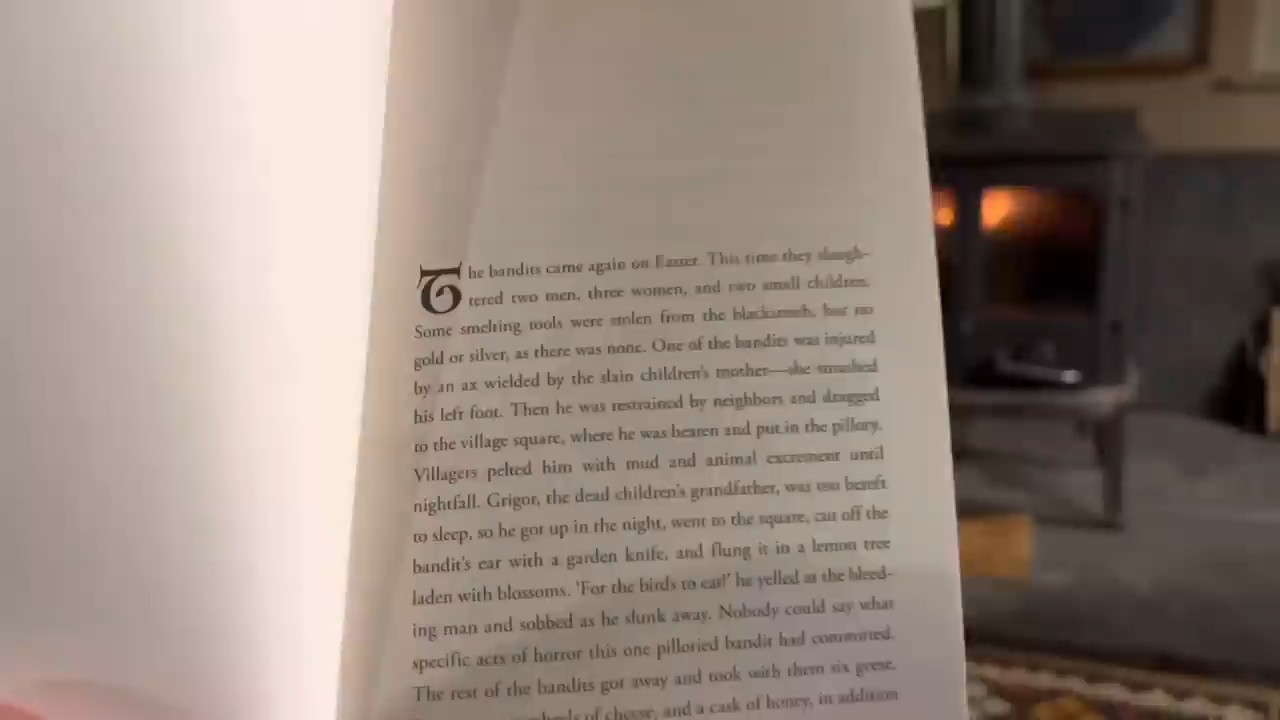 The bandits came again on Easter. This time they slaugh-
tered two men, three women, and two small children.
Some smelting tools were stolen from the blacksmith, but no
gold or silver, as there was none. One of the bandits was injured
by an ax wielded by the slain children's mother—she smashed
his left foot. Then he was restrained by neighbors and dragged
to the village square, where he was beaten and put in the pillory.
Villagers pelted him with mud and animal excrement until
nightfall. Grigor, the dead children's grandfather, was too bereft
to sleep, so he got up in the night, went to the square, cut off the
bandit's ear with a garden knife, and flung it in a lemon tree
laden with blossoms. 'For the birds to eat!' he yelled at the bleed-
ing man and sobbed as he slunk away. Nobody could say what
specific acts of horror this one pilloried bandit had committed.
The rest of the bandits got away and took with them six geese,
wheels of cheese, and a cask of honey, in addition